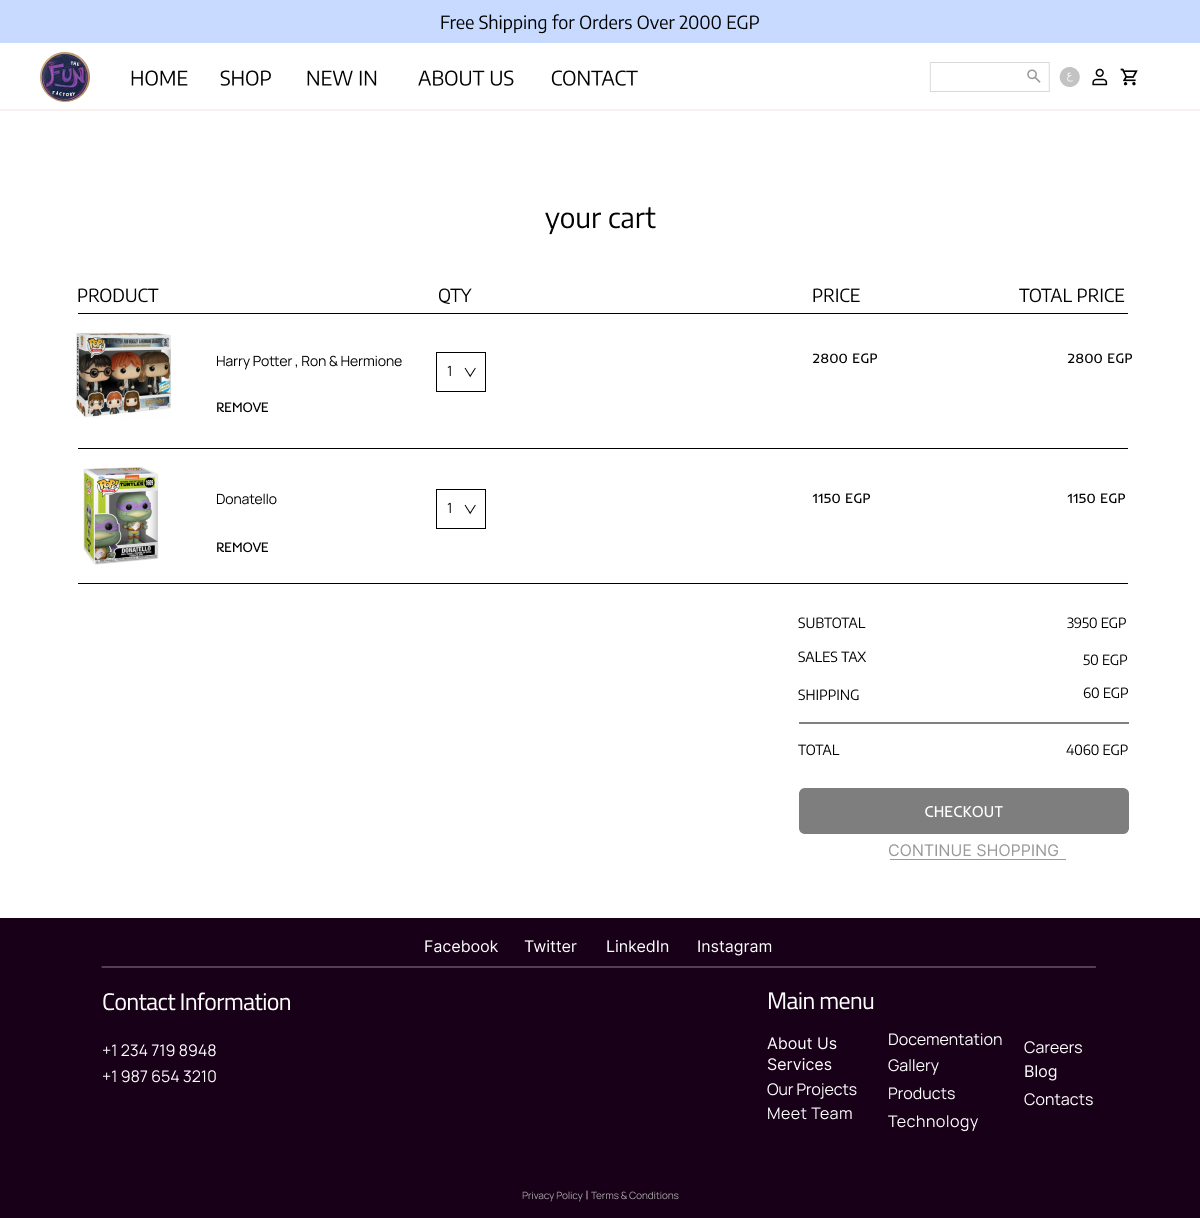 Free Shipping for Orders Over 2000 EGP
THE
FUN
FACTORY
HOME SHOP NEW IN ABOUT US CONTACT
ع
your cart
PRODUCT QTY PRICE TOTAL PRICE
Harry Potter , Ron & Hermione 1 2800 EGP 2800 EGP
REMOVE
POP!
TURTLES
DONATELLO
Donatello 1 1150 EGP 1150 EGP
REMOVE
SUBTOTAL 3950 EGP
SALES TAX 50 EGP
SHIPPING 60 EGP
TOTAL 4060 EGP
CHECKOUT
CONTINUE SHOPPING
Facebook Twitter LinkedIn Instagram
Contact Information
+1 234 719 8948
+1 987 654 3210
Main menu
About Us
Services
Our Projects
Meet Team
Docementation
Gallery
Products
Technology
Careers
Blog
Contacts
Privacy Policy | Terms & Conditions